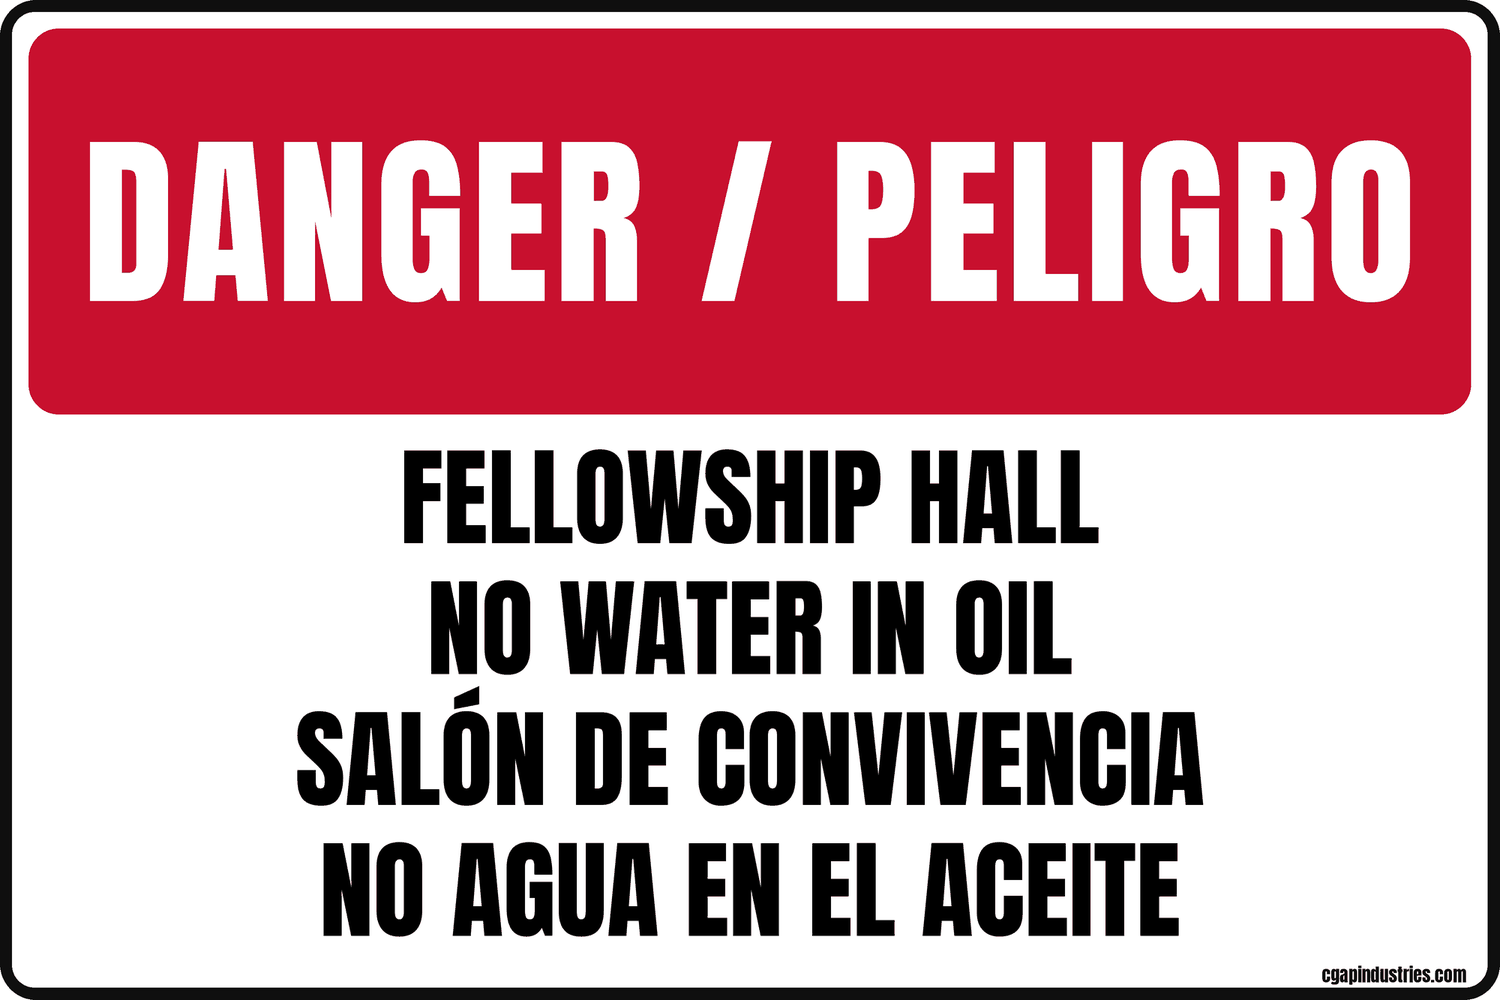 DANGER / PELIGRO
FELLOWSHIP HALL
NO WATER IN OIL
SALÓN DE CONVIVENCIA
NO AGUA EN EL ACEITE
cgapindustries.com